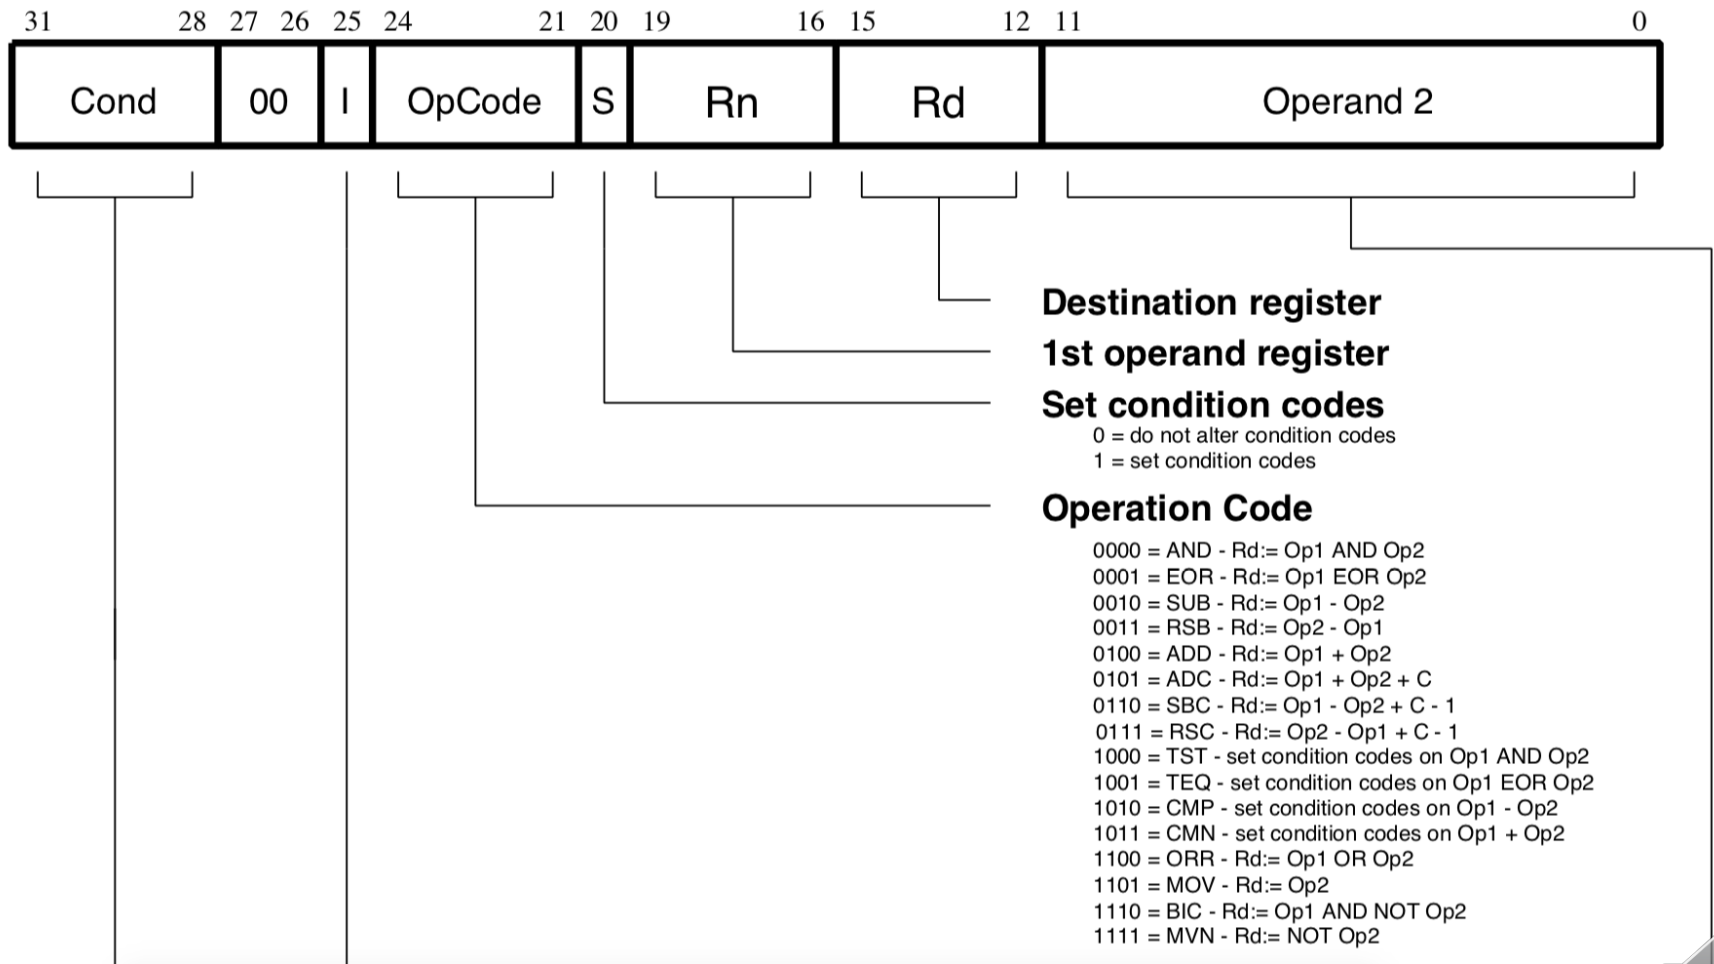 31 28 27 26 25 24 21 20 19 16 15 12 11 0
Cond 00 I OpCode S Rn Rd Operand 2
Destination register
1st operand register
Set condition codes
0 = do not alter condition codes
1 = set condition codes
Operation Code
0000 = AND - Rd:= Op1 AND Op2
0001 = EOR - Rd:= Op1 EOR Op2
0010 = SUB - Rd:= Op1 - Op2
0011 = RSB - Rd:= Op2 - Op1
0100 = ADD - Rd:= Op1 + Op2
0101 = ADC - Rd:= Op1 + Op2 + C
0110 = SBC - Rd:= Op1 - Op2 + C - 1
0111 = RSC - Rd:= Op2 - Op1 + C - 1
1000 = TST - set condition codes on Op1 AND Op2
1001 = TEQ - set condition codes on Op1 EOR Op2
1010 = CMP - set condition codes on Op1 - Op2
1011 = CMN - set condition codes on Op1 + Op2
1100 = ORR - Rd:= Op1 OR Op2
1101 = MOV - Rd:= Op2
1110 = BIC - Rd:= Op1 AND NOT Op2
1111 = MVN - Rd:= NOT Op2